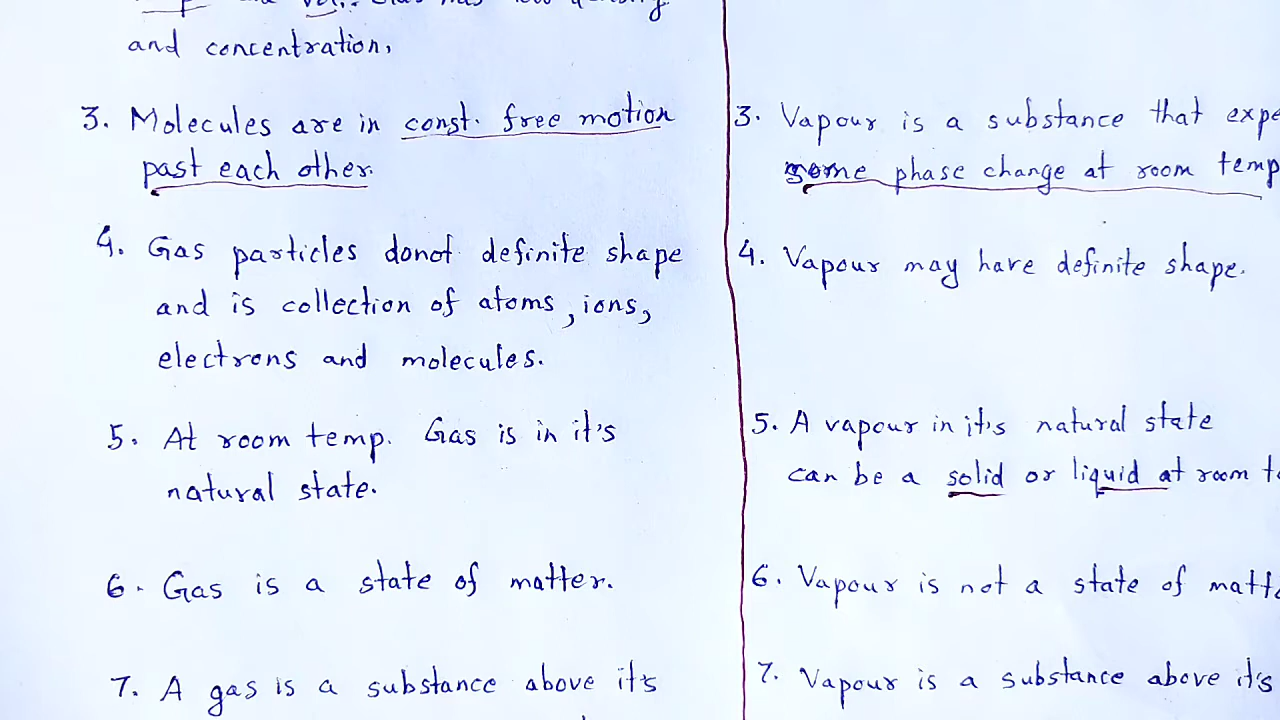 and concentration,
3. Molecules are in const. free motion
past each other.
4. Gas particles donot definite shape
and is collection of atoms, ions,
electrons and molecules.
5. At room temp. Gas is in it's
natural state.
6. Gas is a state of matter.
7. A gas is a substance above it's
3. Vapour is a substance that expe
some phase change at room temp
4. Vapour may have definite shape.
5. A vapour in it's natural state
can be a solid or liquid at room t
6. Vapour is not a state of matt
7. Vapour is a substance above it's